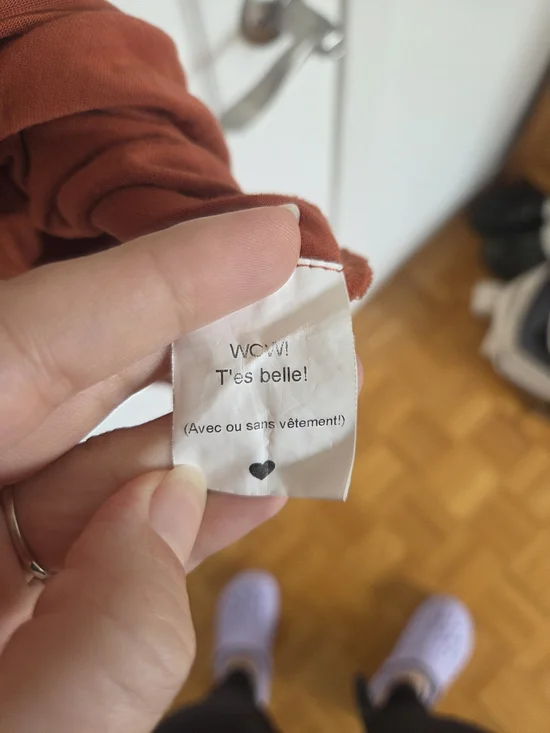 WOW!
T'es belle!
(Avec ou sans vêtement!)